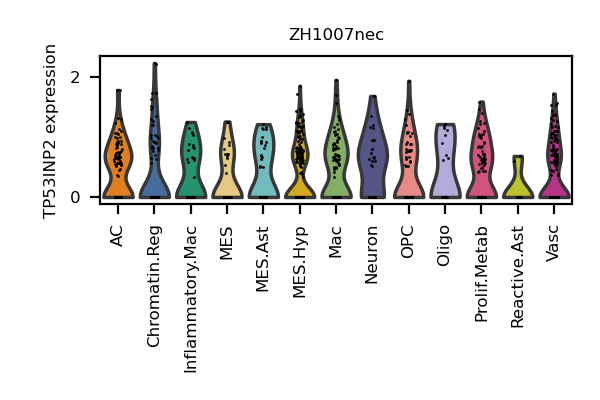 ZH1007nec
TP53INP2 expression
2
0
AC
Chromatin.Reg
Inflammatory.Mac
MES
MES.Ast
MES.Hyp
Mac
Neuron
OPC
Oligo
Prolif.Metab
Reactive.Ast
Vasc